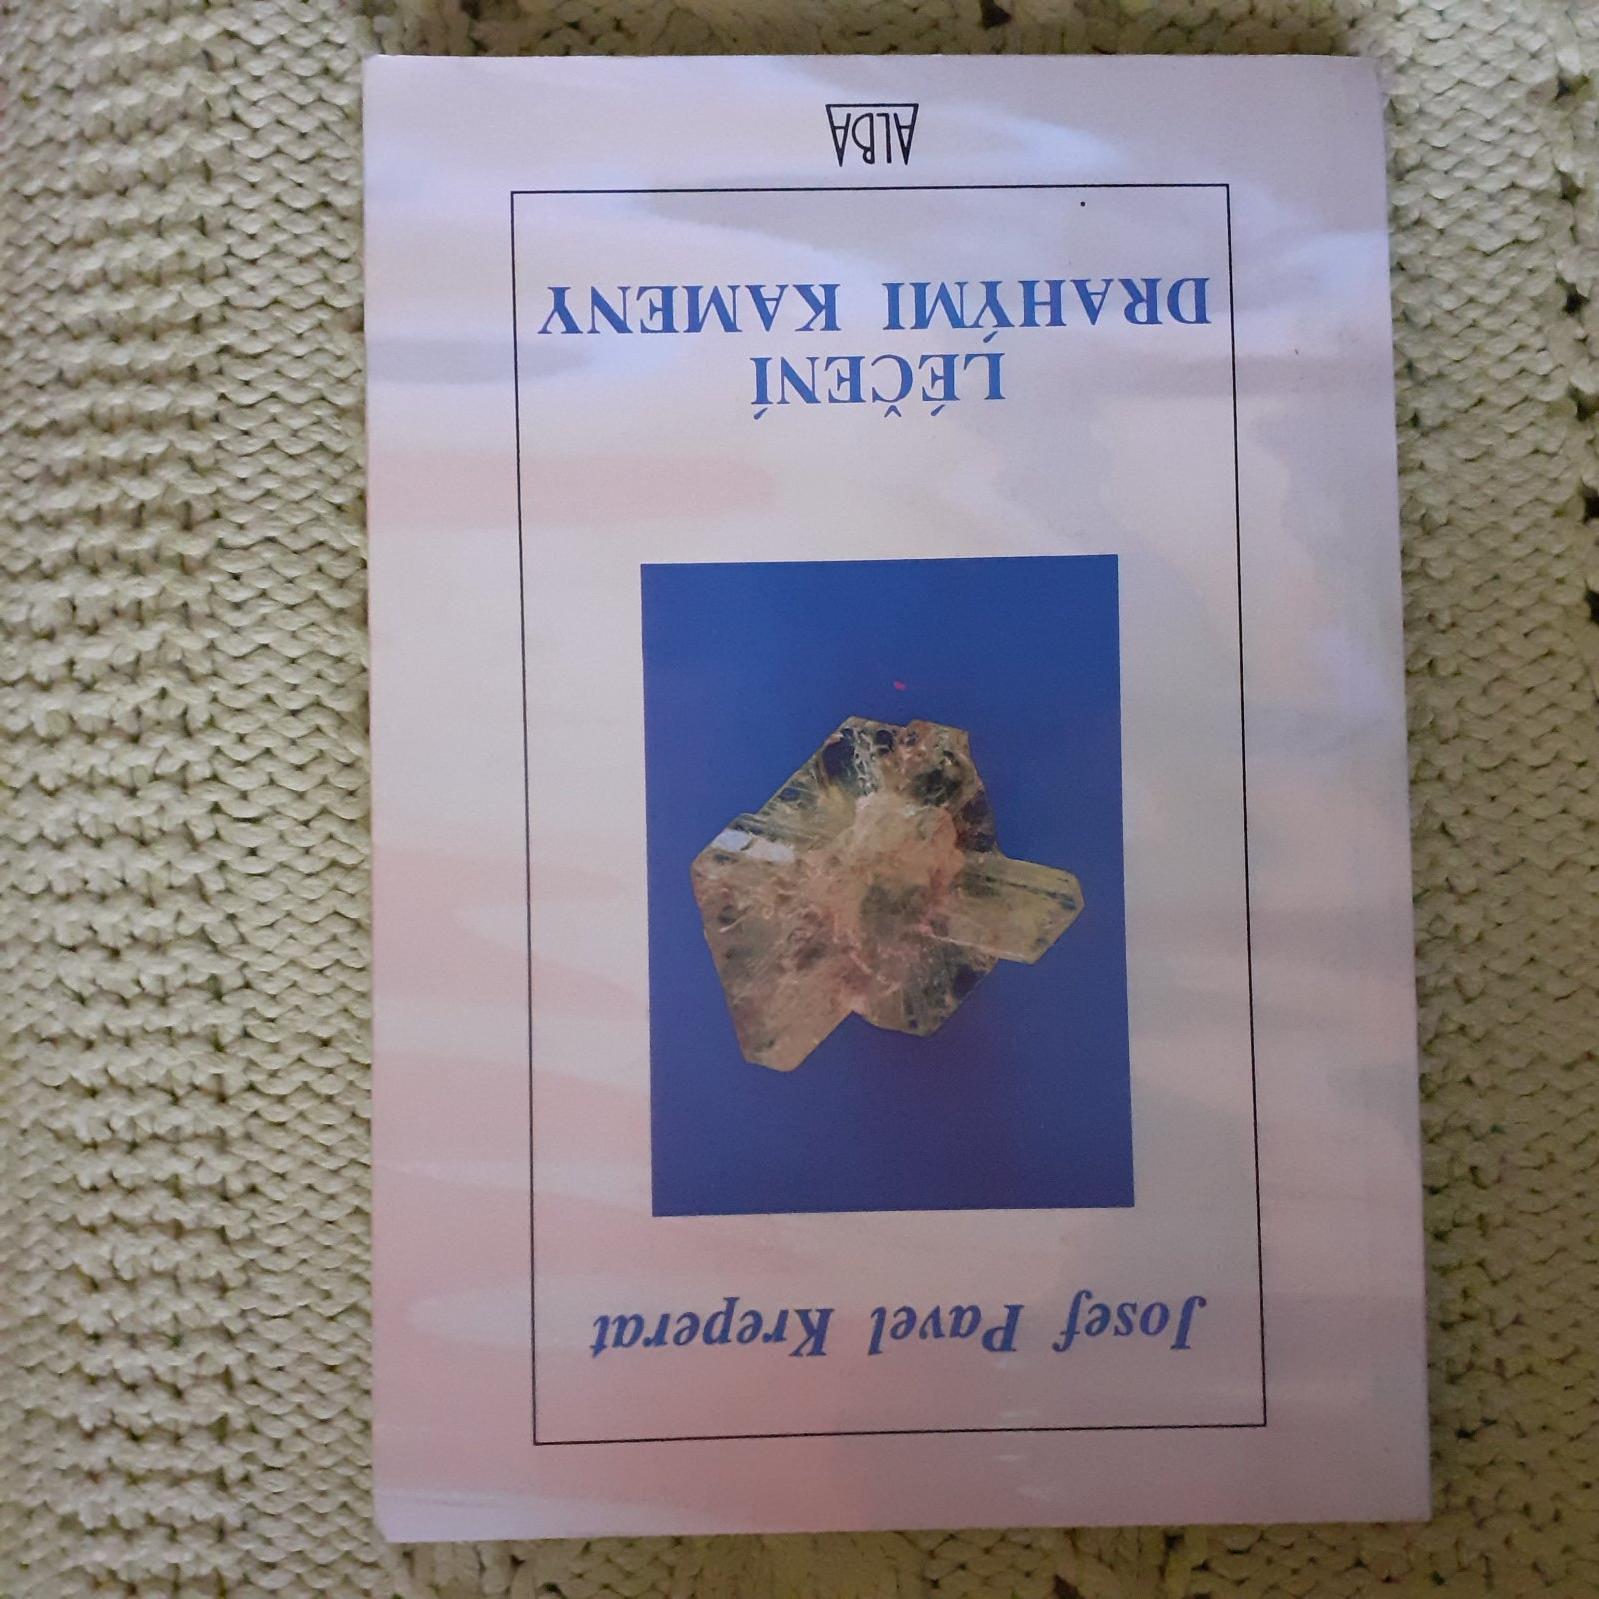 Josef Pavel Kreperat
LÉČENÍ
DRAHÝMI KAMENY
ALBA